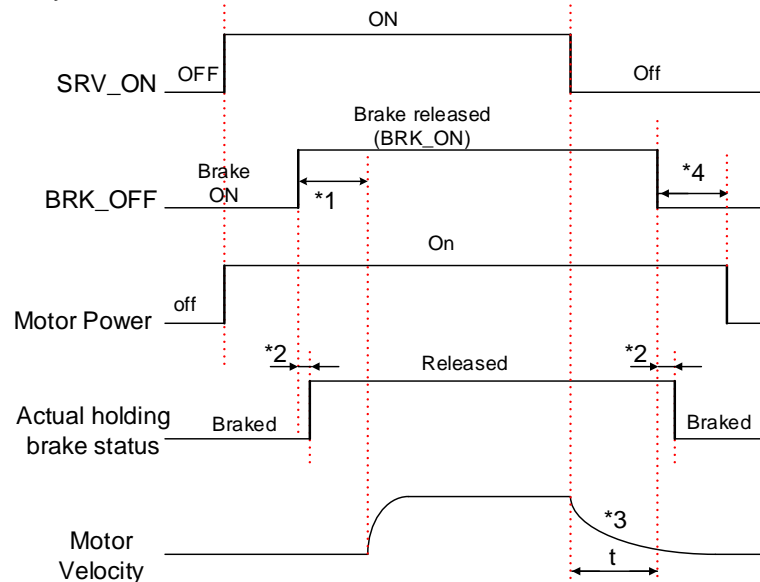 ON
SRV_ON
OFF
Off
Brake released
(BRK_ON)
Brake
ON
BRK_OFF
*1
*4
On
off
Motor Power
*2
*2
Released
Actual holding
brake status
Braked
Braked
*3
Motor
Velocity
t